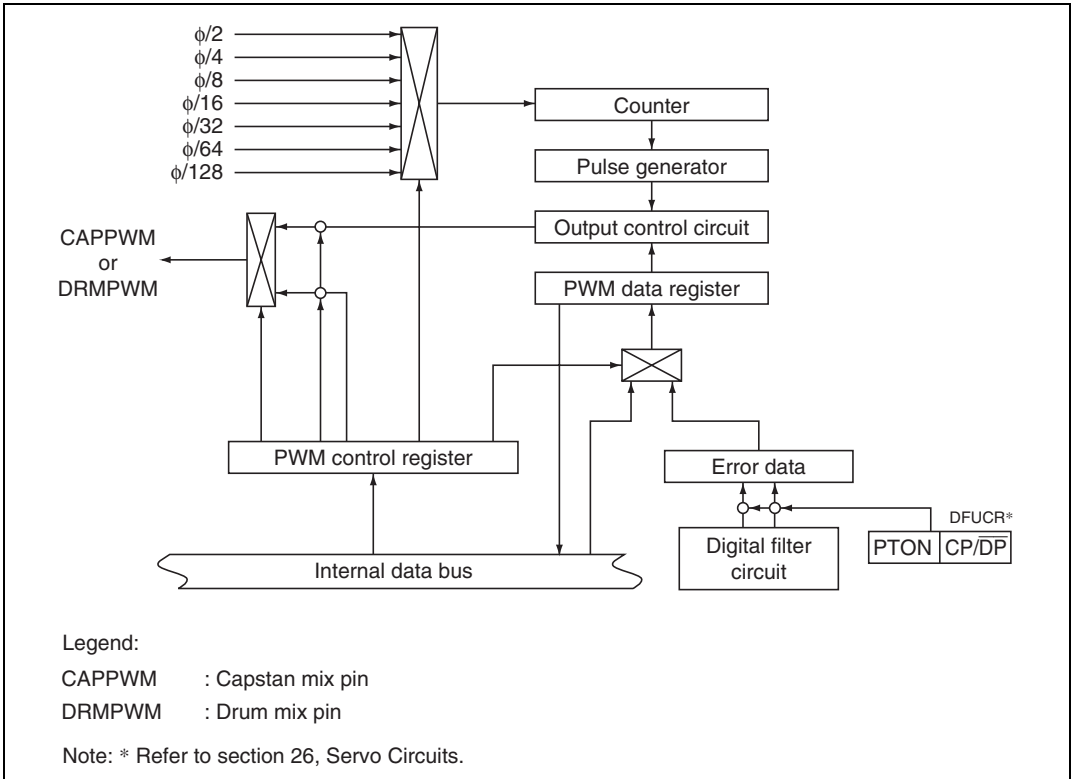 ϕ/2
ϕ/4
ϕ/8
ϕ/16
ϕ/32
ϕ/64
ϕ/128
Counter
Pulse generator
Output control circuit
PWM data register
CAPPWM
or
DRMPWM
PWM control register
Error data
Digital filter
circuit
DFUCR*
PTON
CP/D̅P̅
Internal data bus
Legend:
CAPPWM : Capstan mix pin
DRMPWM : Drum mix pin
Note: * Refer to section 26, Servo Circuits.